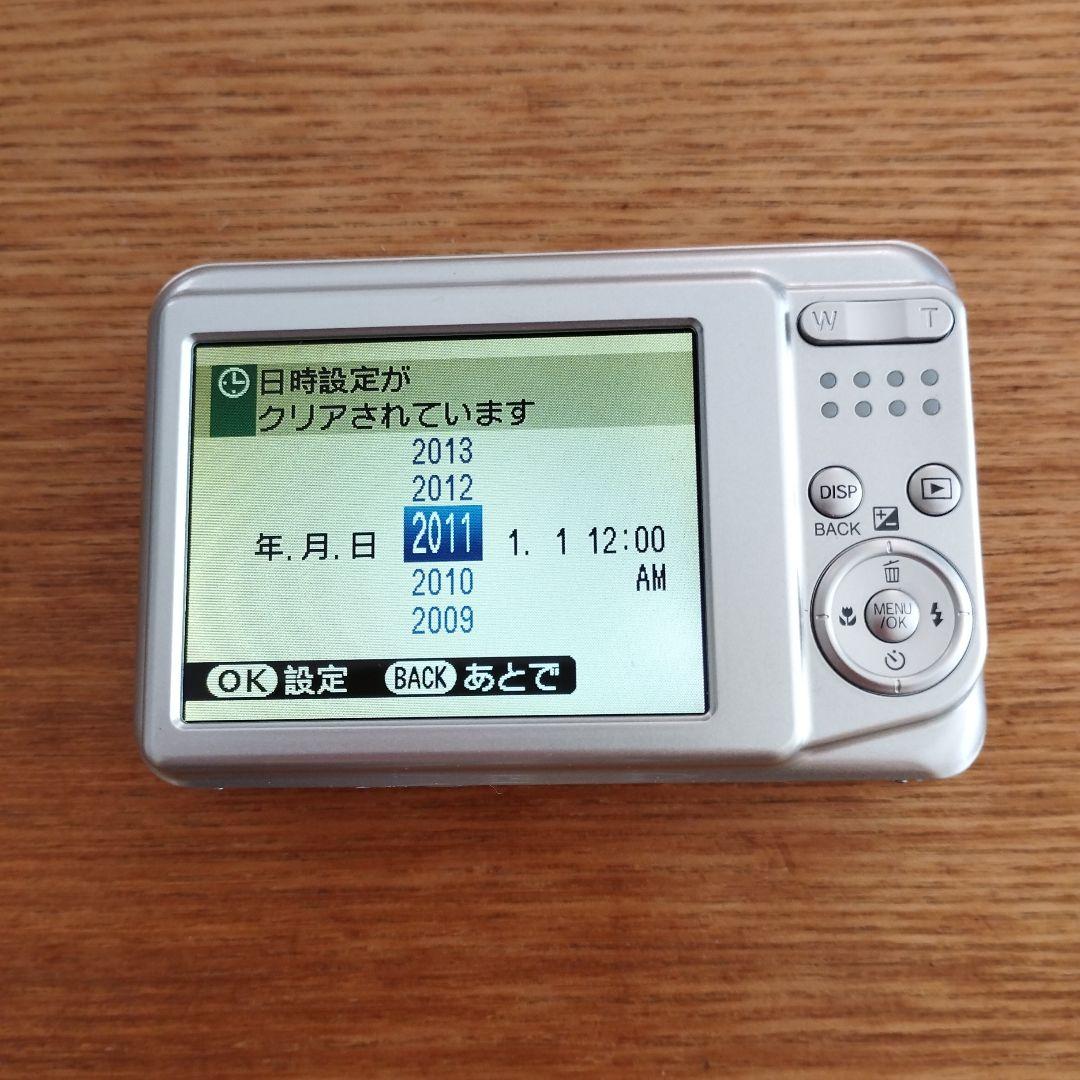 日時設定が
クリアされています
2013
2012
年.月.日 2011 1. 1 12:00
2010 AM
2009
OK 設定 BACK あとで
W T
DISP
BACK
MENU
/OK